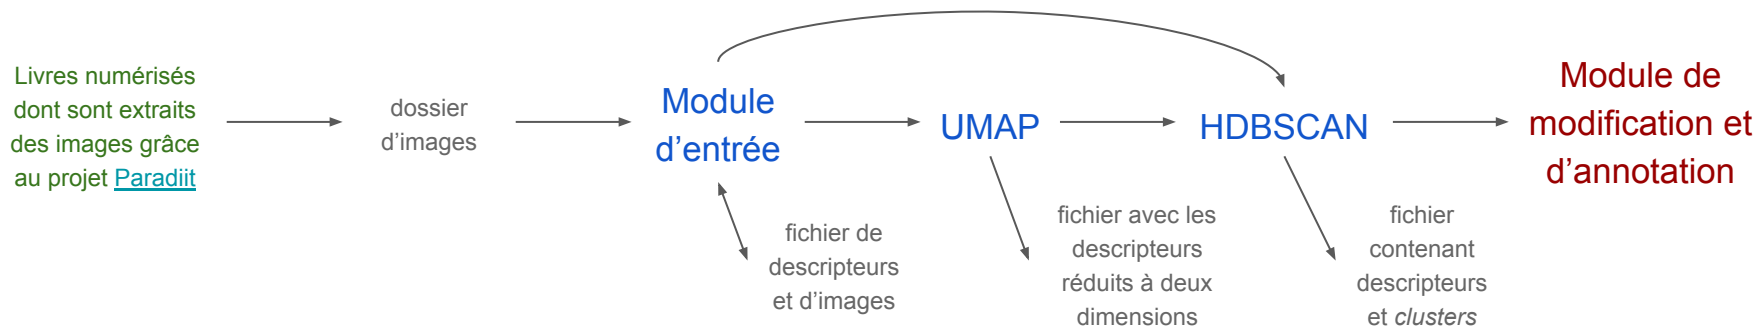 Livres numérisés
dont sont extraits
des images grâce
au projet Paradiit
dossier
d’images
Module
d’entrée
fichier de
descripteurs
et d’images
UMAP
fichier avec les
descripteurs
réduits à deux
dimensions
HDBSCAN
fichier
contenant
descripteurs
et clusters
Module de
modification et
d’annotation